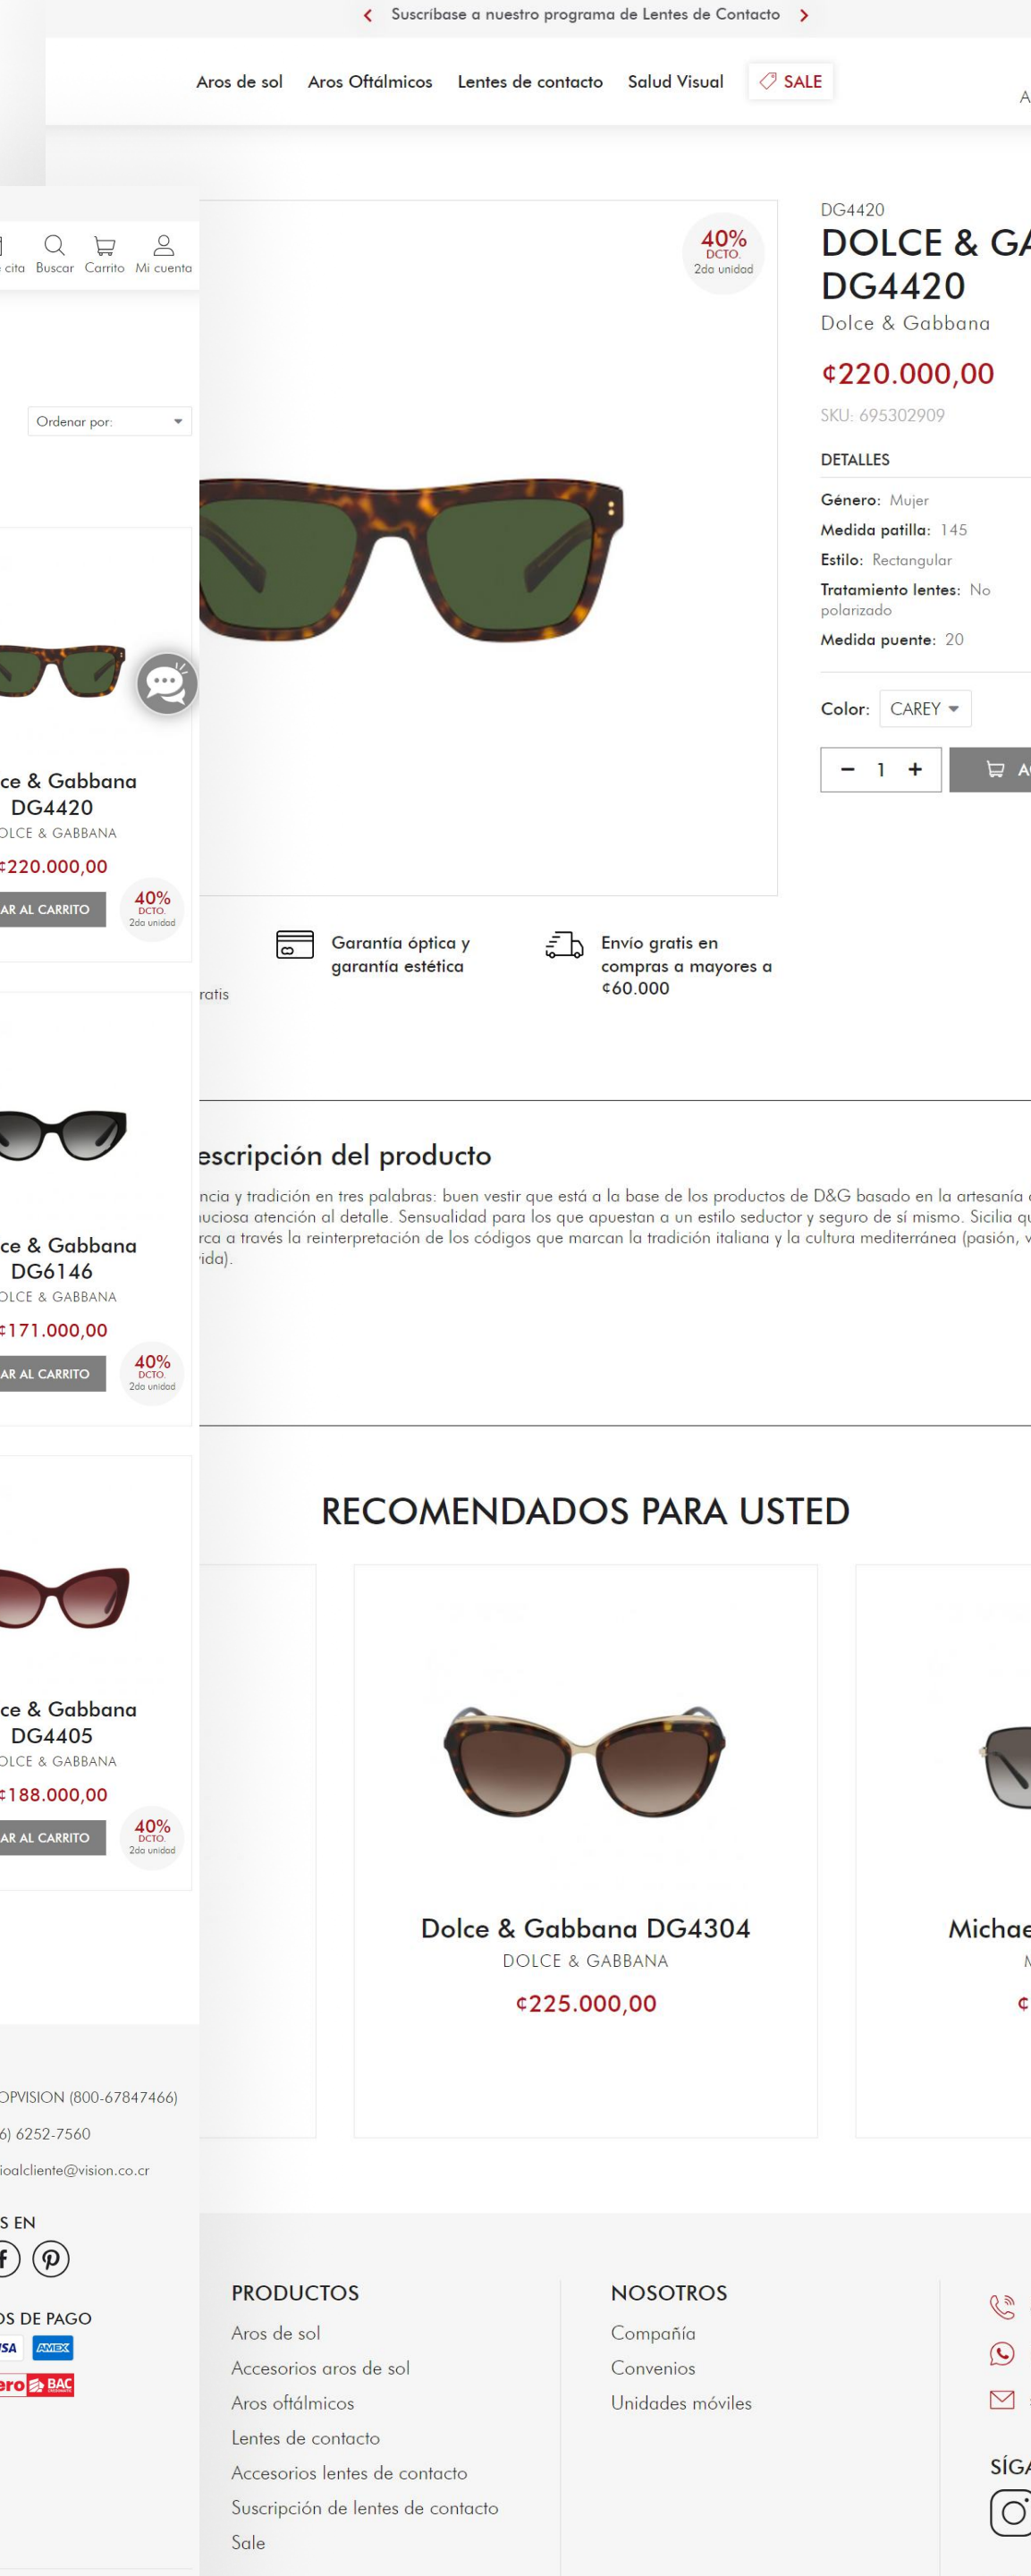 Suscríbase a nuestro programa de Lentes de Contacto
Aros de sol
Aros Oftálmicos
Lentes de contacto
Salud Visual
SALE
cita
Buscar
Carrito
Mi cuenta
Ordenar por:
ce & Gabbana
DG4420
OLCE & GABBANA
¢220.000,00
AR AL CARRITO
40%
DCTO.
2da unidad
ce & Gabbana
DG6146
OLCE & GABBANA
¢171.000,00
AR AL CARRITO
40%
DCTO.
2da unidad
ce & Gabbana
DG4405
OLCE & GABBANA
¢188.000,00
AR AL CARRITO
40%
DCTO.
2da unidad
OPVISION (800-67847466)
6) 6252-7560
ioalcliente@vision.co.cr
S EN
OS DE PAGO
ISA
AMEX
ero BAC
40%
DCTO.
2da unidad
DG4420
DOLCE & GA
DG4420
Dolce & Gabbana
¢220.000,00
SKU: 695302909
DETALLES
Género: Mujer
Medida patilla: 145
Estilo: Rectangular
Tratamiento lentes: No
polarizado
Medida puente: 20
Color: CAREY
− 1 +
ratis
Garantía óptica y
garantía estética
Envío gratis en
compras a mayores a
¢60.000
escripción del producto
ncia y tradición en tres palabras: buen vestir que está a la base de los productos de D&G basado en la artesanía
uciosa atención al detalle. Sensualidad para los que apuestan a un estilo seductor y seguro de sí mismo. Sicilia qu
rca a través la reinterpretación de los códigos que marcan la tradición italiana y la cultura mediterránea (pasión, v
ida).
RECOMENDADOS PARA USTED
Dolce & Gabbana DG4304
DOLCE & GABBANA
¢225.000,00
Michae
¢
PRODUCTOS
Aros de sol
Accesorios aros de sol
Aros oftálmicos
Lentes de contacto
Accesorios lentes de contacto
Suscripción de lentes de contacto
Sale
NOSOTROS
Compañía
Convenios
Unidades móviles
SÍGA